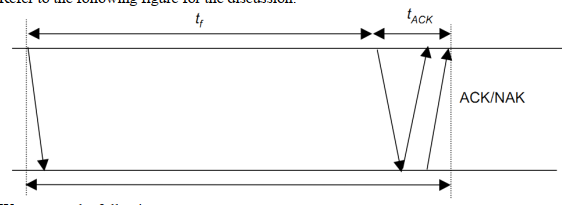 Refer to the following figure for the discussion.
t_f
t_ACK
ACK/NAK